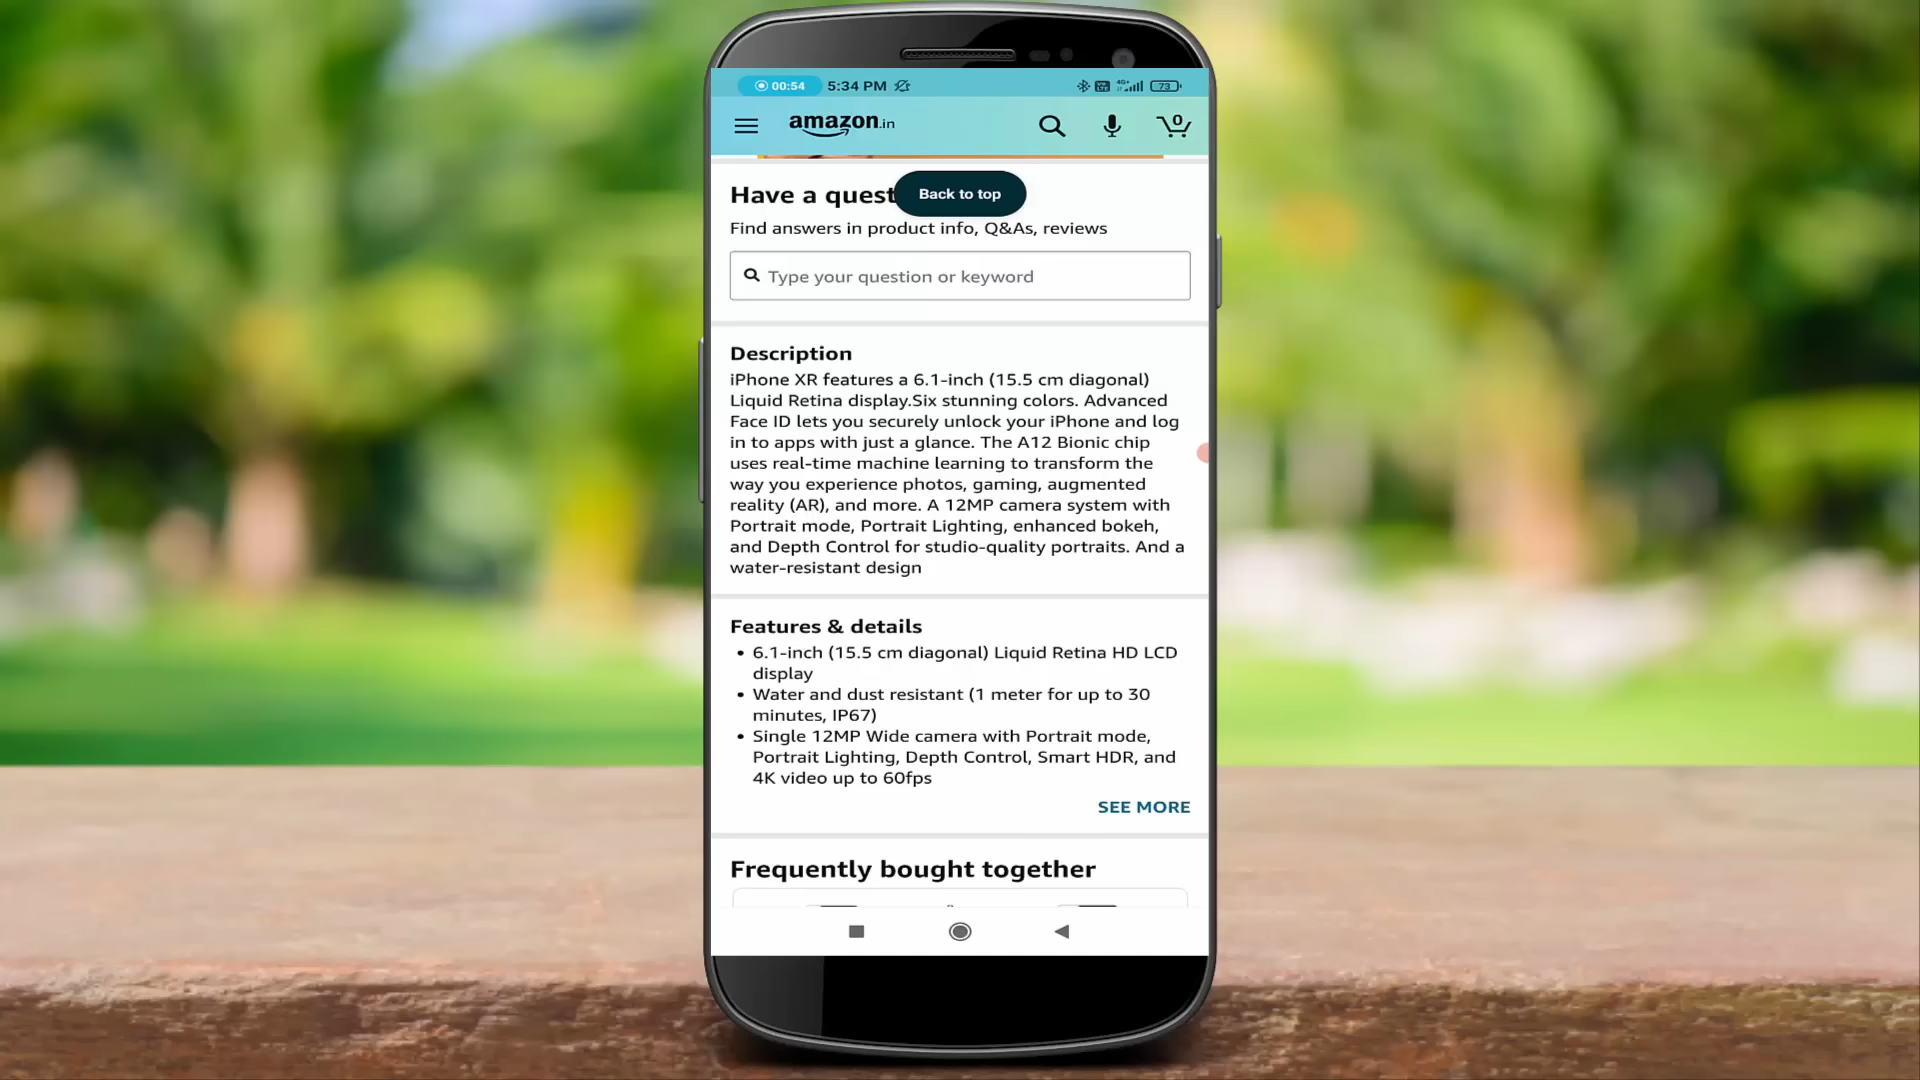 00:54 5:34 PM 4G+ 73
amazon.in 0
Have a quest
Back to top
Find answers in product info, Q&As, reviews
Type your question or keyword
Description
iPhone XR features a 6.1-inch (15.5 cm diagonal)
Liquid Retina display.Six stunning colors. Advanced
Face ID lets you securely unlock your iPhone and log
in to apps with just a glance. The A12 Bionic chip
uses real-time machine learning to transform the
way you experience photos, gaming, augmented
reality (AR), and more. A 12MP camera system with
Portrait mode, Portrait Lighting, enhanced bokeh,
and Depth Control for studio-quality portraits. And a
water-resistant design
Features & details
• 6.1-inch (15.5 cm diagonal) Liquid Retina HD LCD
display
• Water and dust resistant (1 meter for up to 30
minutes, IP67)
• Single 12MP Wide camera with Portrait mode,
Portrait Lighting, Depth Control, Smart HDR, and
4K video up to 60fps
SEE MORE
Frequently bought together